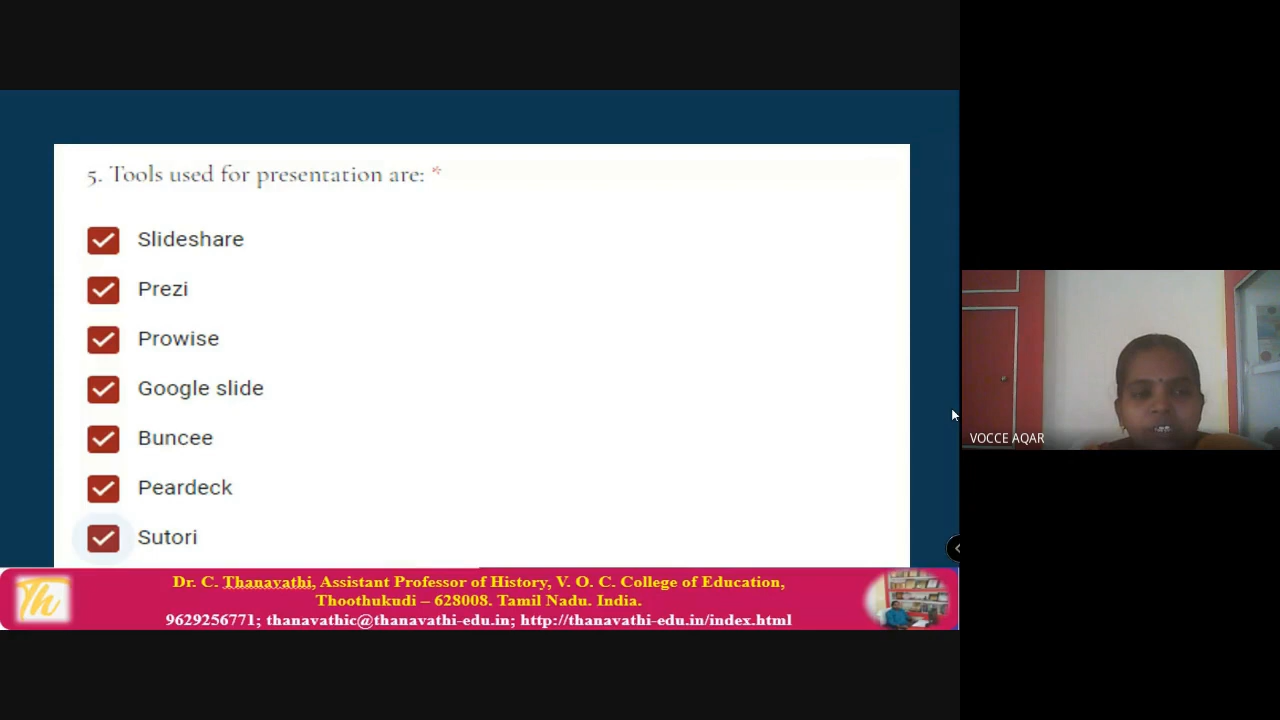 5. Tools used for presentation are: *
Slideshare
Prezi
Prowise
Google slide
Buncee
Peardeck
Sutori
VOCCE AQAR
Th
Dr. C. Thanavathi, Assistant Professor of History, V. O. C. College of Education,
Thoothukudi – 628008. Tamil Nadu. India.
9629256771; thanavathic@thanavathi-edu.in; http://thanavathi-edu.in/index.html